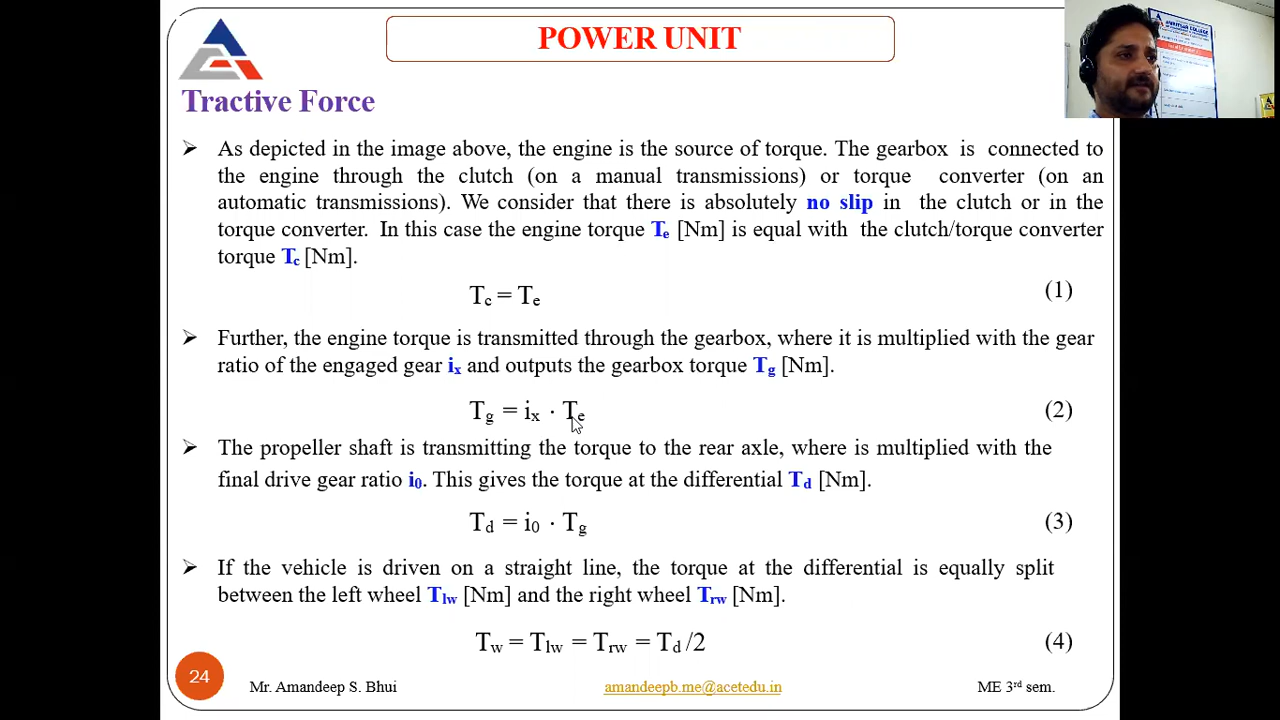 POWER UNIT
Tractive Force
➢ As depicted in the image above, the engine is the source of torque. The gearbox is connected to
the engine through the clutch (on a manual transmissions) or torque converter (on an
automatic transmissions). We consider that there is absolutely no slip in the clutch or in the
torque converter. In this case the engine torque Te [Nm] is equal with the clutch/torque converter
torque Tc [Nm].
Tc = Te (1)
➢ Further, the engine torque is transmitted through the gearbox, where it is multiplied with the gear
ratio of the engaged gear ix and outputs the gearbox torque Tg [Nm].
Tg = ix · Te (2)
➢ The propeller shaft is transmitting the torque to the rear axle, where is multiplied with the
final drive gear ratio i0. This gives the torque at the differential Td [Nm].
Td = i0 · Tg (3)
➢ If the vehicle is driven on a straight line, the torque at the differential is equally split
between the left wheel Tlw [Nm] and the right wheel Trw [Nm].
Tw = Tlw = Trw = Td /2 (4)
24 Mr. Amandeep S. Bhui amandeepb.me@acetedu.in ME 3rd sem.